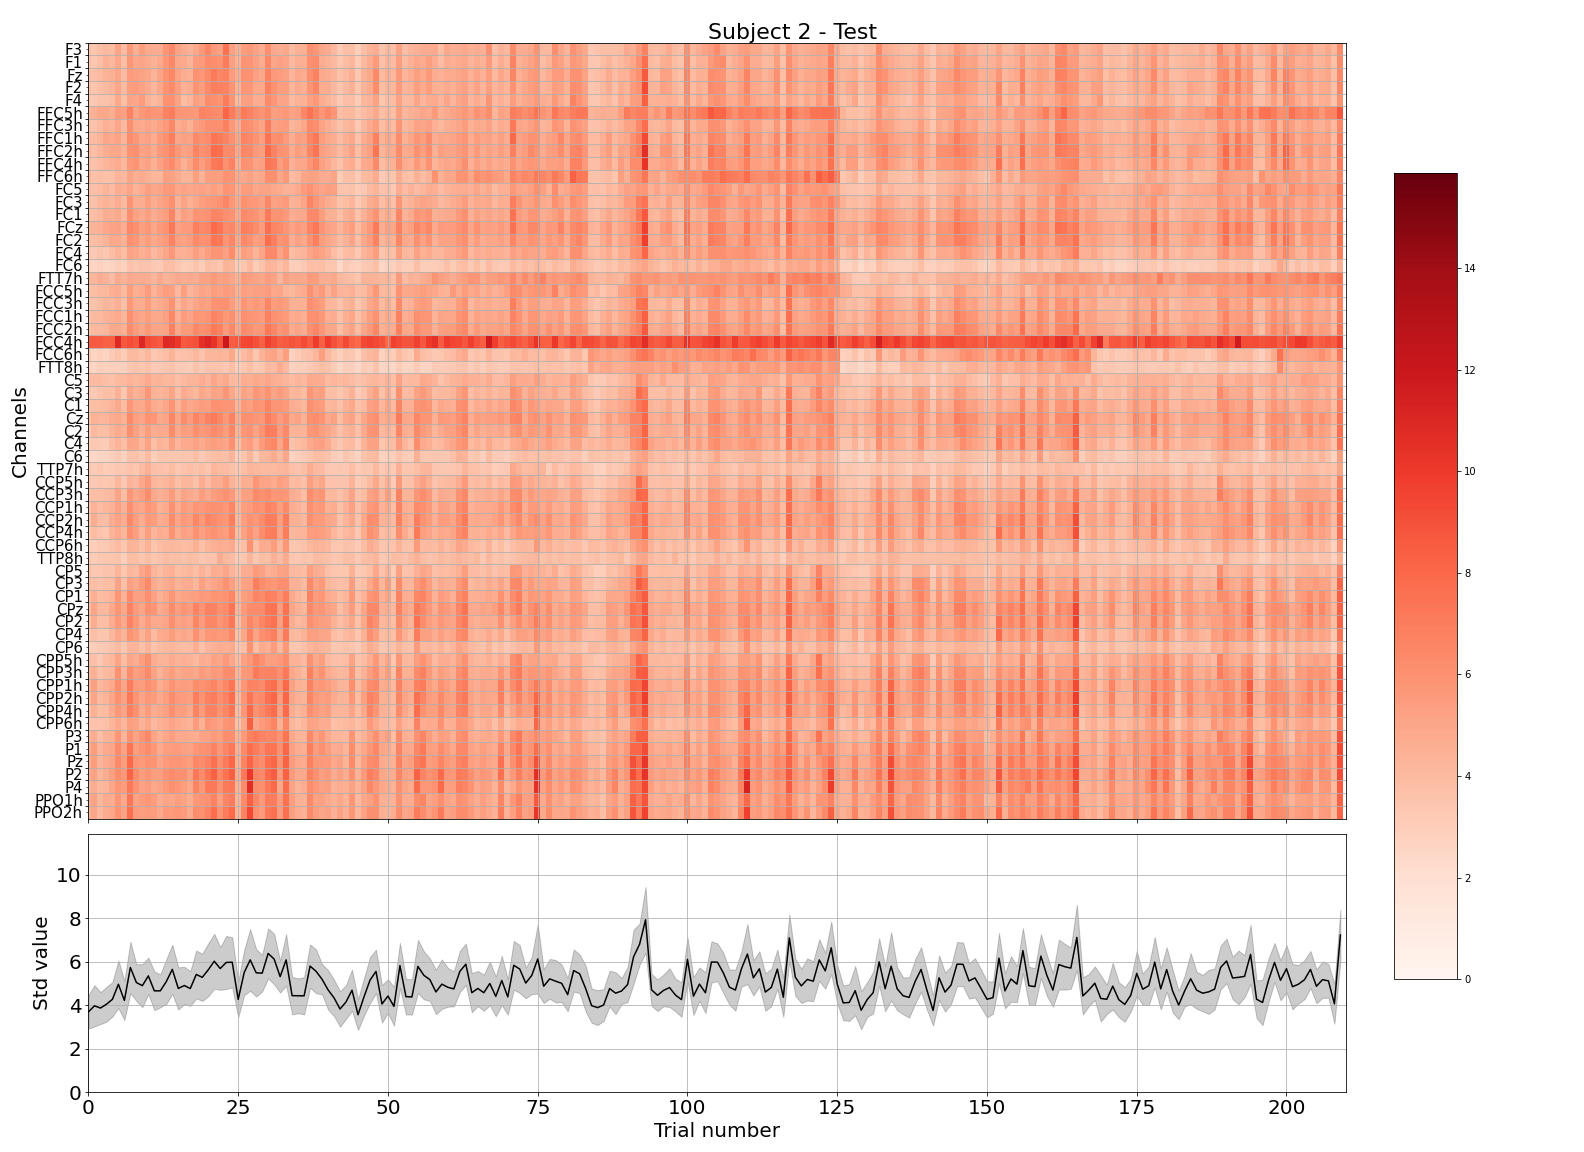 Subject 2 - Test
F3
F1
Fz
F2
F4
FFC5h
FFC3h
FFC1h
FFC2h
FFC4h
FFC6h
FC5
FC3
FC1
FCz
FC2
FC4
FC6
FTT7h
FCC5h
FCC3h
FCC1h
FCC2h
FCC4h
FCC6h
FTT8h
C5
C3
C1
Cz
C2
C4
C6
TTP7h
CCP5h
CCP3h
CCP1h
CCP2h
CCP4h
CCP6h
TTP8h
CP5
CP3
CP1
CPz
CP2
CP4
CP6
CPP5h
CPP3h
CPP1h
CPP2h
CPP4h
CPP6h
P3
P1
Pz
P2
P4
PPO1h
PPO2h
Channels
14
12
10
8
6
4
2
0
10
8
6
4
2
0
Std value
0 25 50 75 100 125 150 175 200
Trial number